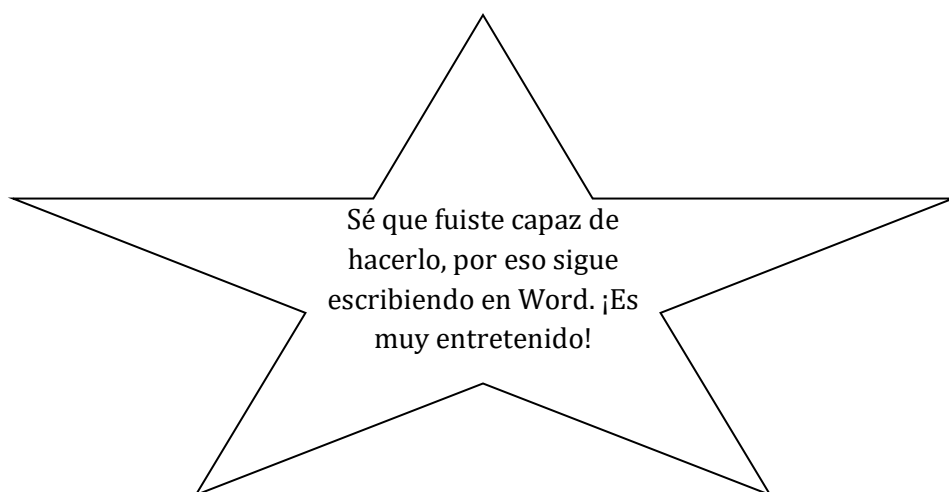 Sé que fuiste capaz de
hacerlo, por eso sigue
escribiendo en Word. ¡Es
muy entretenido!